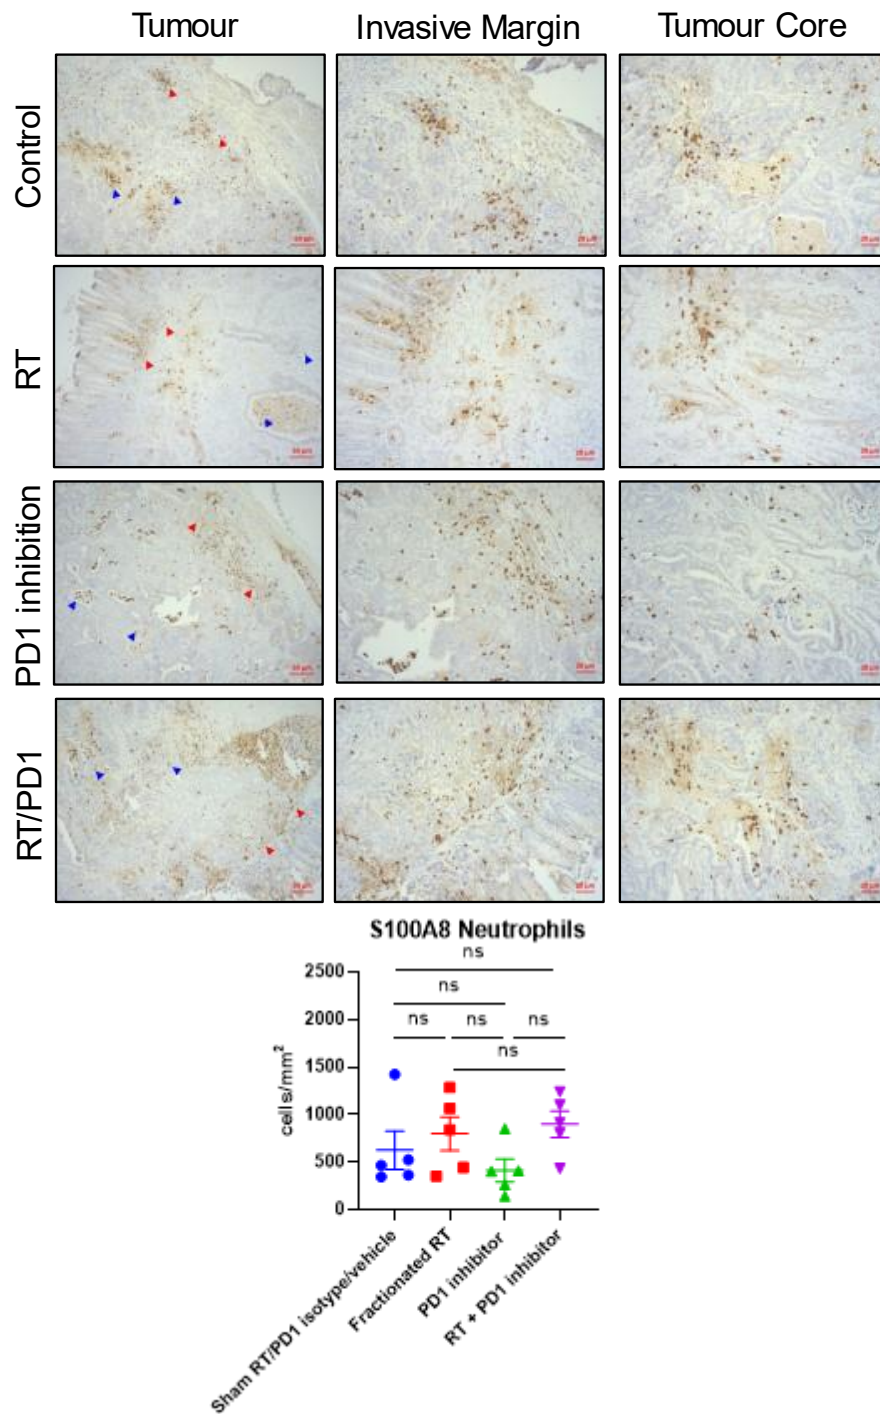 Tumour Invasive Margin Tumour Core
Control
RT
PD1 inhibition
RT/PD1
S100A8 Neutrophils
ns
ns
ns ns ns
ns
2500
2000
1500
1000
500
0
cells/mm²
Sham RT/PD1 isotype/vehicle
Fractionated RT
PD1 inhibitor
RT + PD1 inhibitor